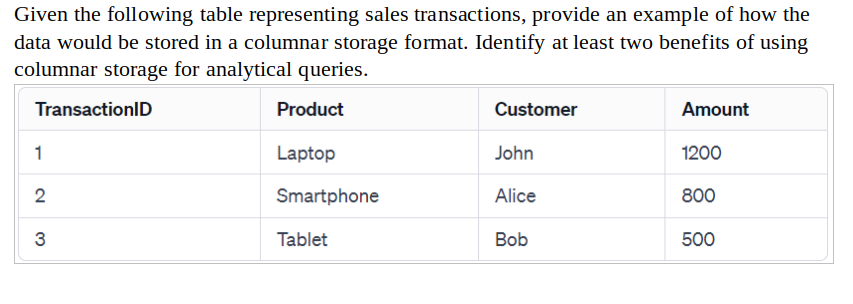 Given the following table representing sales transactions, provide an example of how the
data would be stored in a columnar storage format. Identify at least two benefits of using
columnar storage for analytical queries.
TransactionID Product Customer Amount
1 Laptop John 1200
2 Smartphone Alice 800
3 Tablet Bob 500